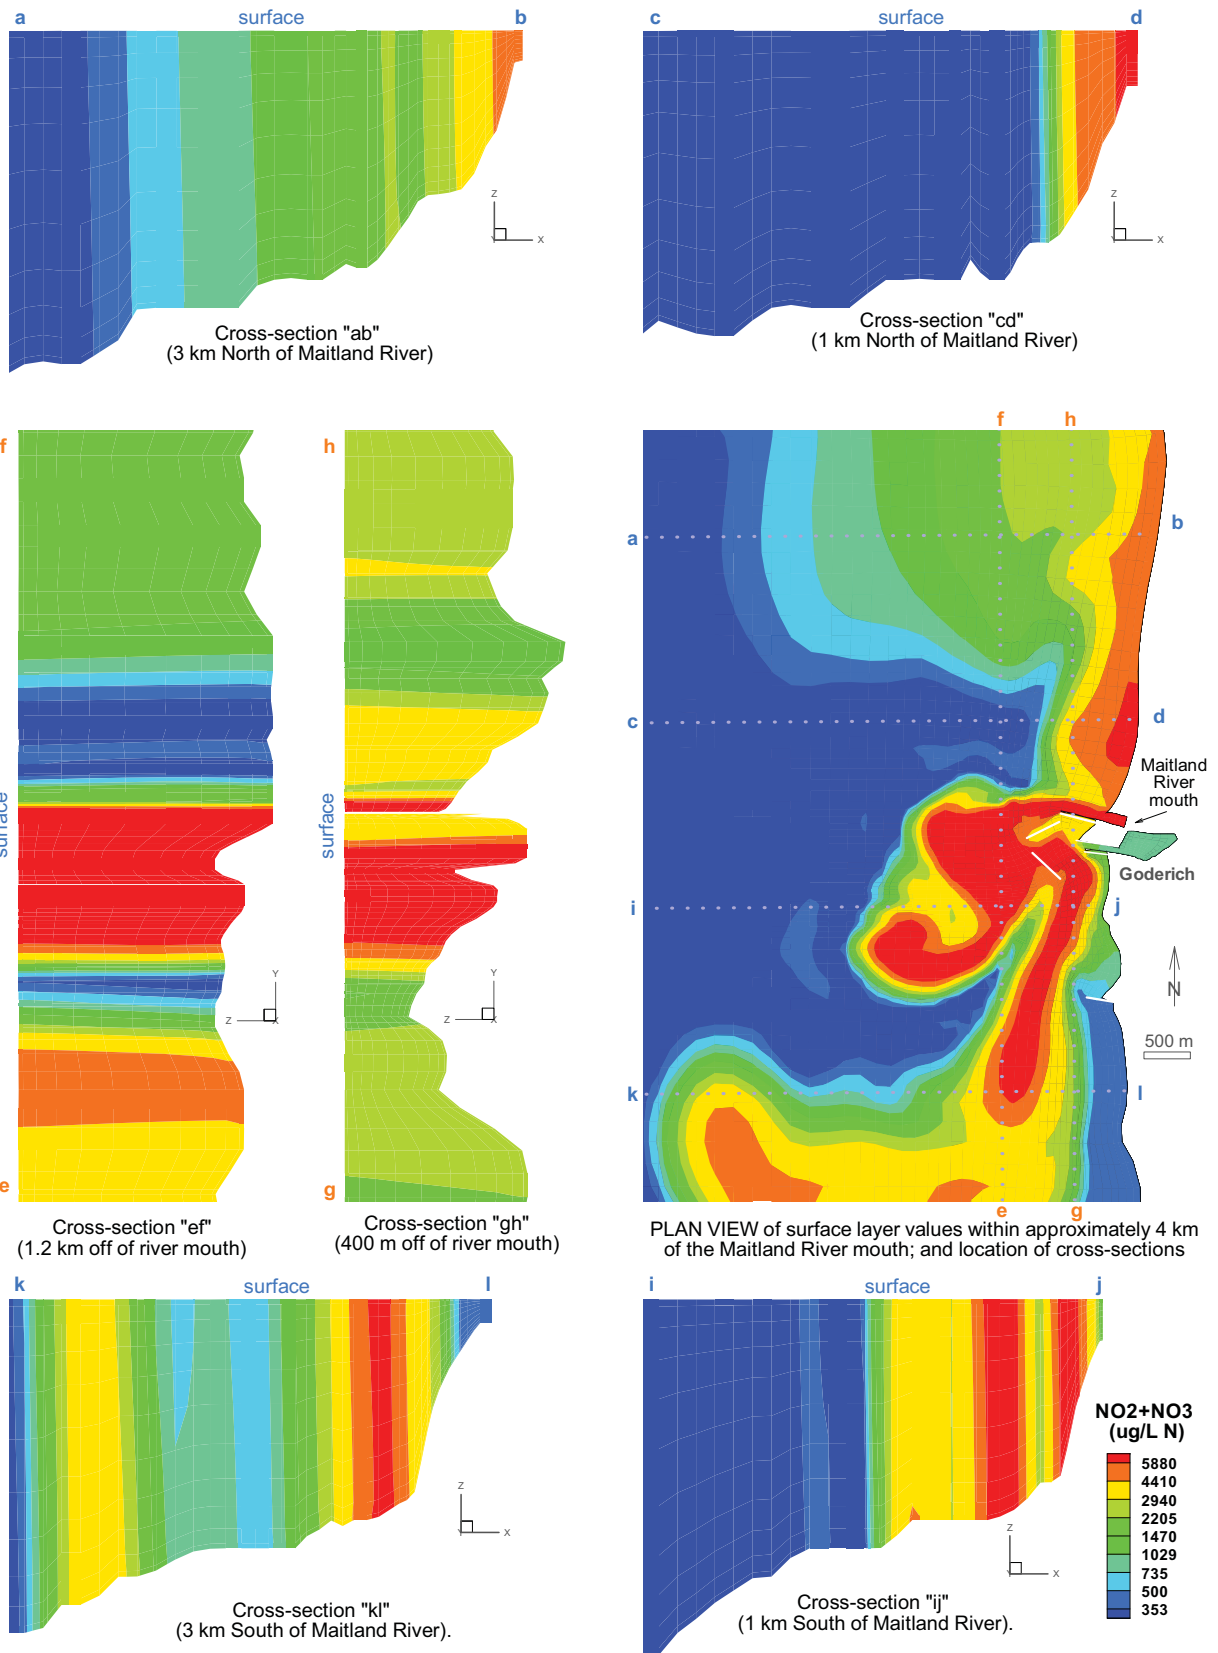 a surface b
c surface d
Z
X
Y
Z
X
Y
Cross-section "ab"
(3 km North of Maitland River)
Cross-section "cd"
(1 km North of Maitland River)
f
surface
e
Y
Z
X
Cross-section "ef"
(1.2 km off of river mouth)
h
surface
g
Y
Z
X
Cross-section "gh"
(400 m off of river mouth)
f h
a b
c d
Maitland
River
mouth
Goderich
i j
N
500 m
k l
e g
PLAN VIEW of surface layer values within approximately 4 km
of the Maitland River mouth; and location of cross-sections
k surface l
Z
X
Y
Cross-section "kl"
(3 km South of Maitland River).
i surface j
Z
X
Y
Cross-section "ij"
(1 km South of Maitland River).
NO2+NO3
(ug/L N)
5880
4410
2940
2205
1470
1029
735
500
353